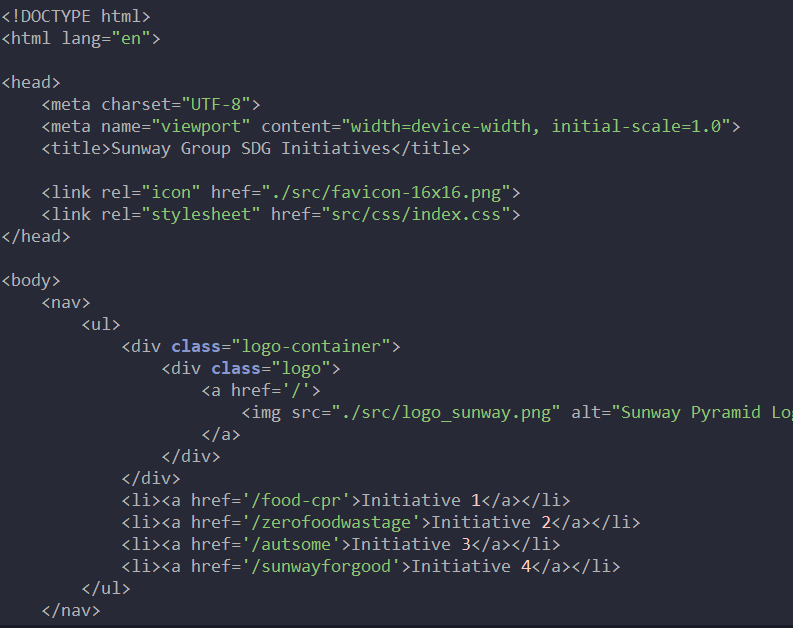 <!DOCTYPE html>
<html lang="en">
<head>
<meta charset="UTF-8">
<meta name="viewport" content="width=device-width, initial-scale=1.0">
<title>Sunway Group SDG Initiatives</title>
<link rel="icon" href="./src/favicon-16x16.png">
<link rel="stylesheet" href="src/css/index.css">
</head>
<body>
<nav>
<ul>
<div class="logo-container">
<div class="logo">
<a href='/'>
<img src="./src/logo_sunway.png" alt="Sunway Pyramid
</a>
</div>
</div>
<li><a href='/food-cpr'>Initiative 1</a></li>
<li><a href='/zerofoodwastage'>Initiative 2</a></li>
<li><a href='/autsome'>Initiative 3</a></li>
<li><a href='/sunwayforgood'>Initiative 4</a></li>
</ul>
</nav>